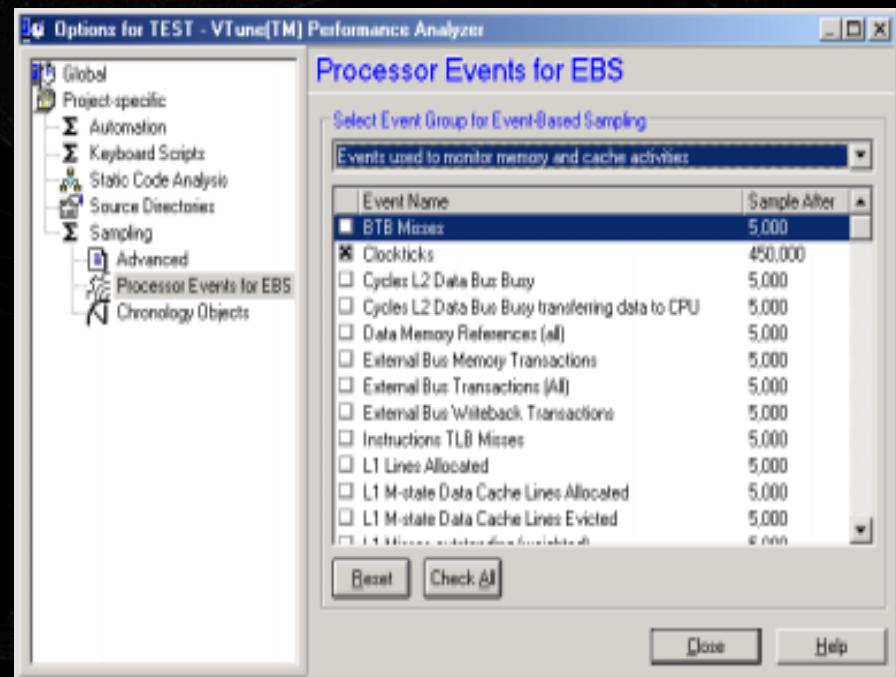 Options for TEST - VTune(TM) Performance Analyzer
Global
Project-specific
Automation
Keyboard Scripts
Static Code Analysis
Source Directories
Sampling
Advanced
Processor Events for EBS
Chronology Objects
Processor Events for EBS
Select Event Group for Event-Based Sampling
Events used to monitor memory and cache activities
Event Name Sample After
BTB Misses 5,000
Clockticks 450,000
Cycles L2 Data Bus Busy 5,000
Cycles L2 Data Bus Busy transferring data to CPU 5,000
Data Memory References (all) 5,000
External Bus Memory Transactions 5,000
External Bus Transactions (All) 5,000
External Bus Writeback Transactions 5,000
Instructions TLB Misses 5,000
L1 Lines Allocated 5,000
L1 M-state Data Cache Lines Allocated 5,000
L1 M-state Data Cache Lines Evicted 5,000
L1 Misses outstanding (weighted) 5,000
Reset Check All
Close Help